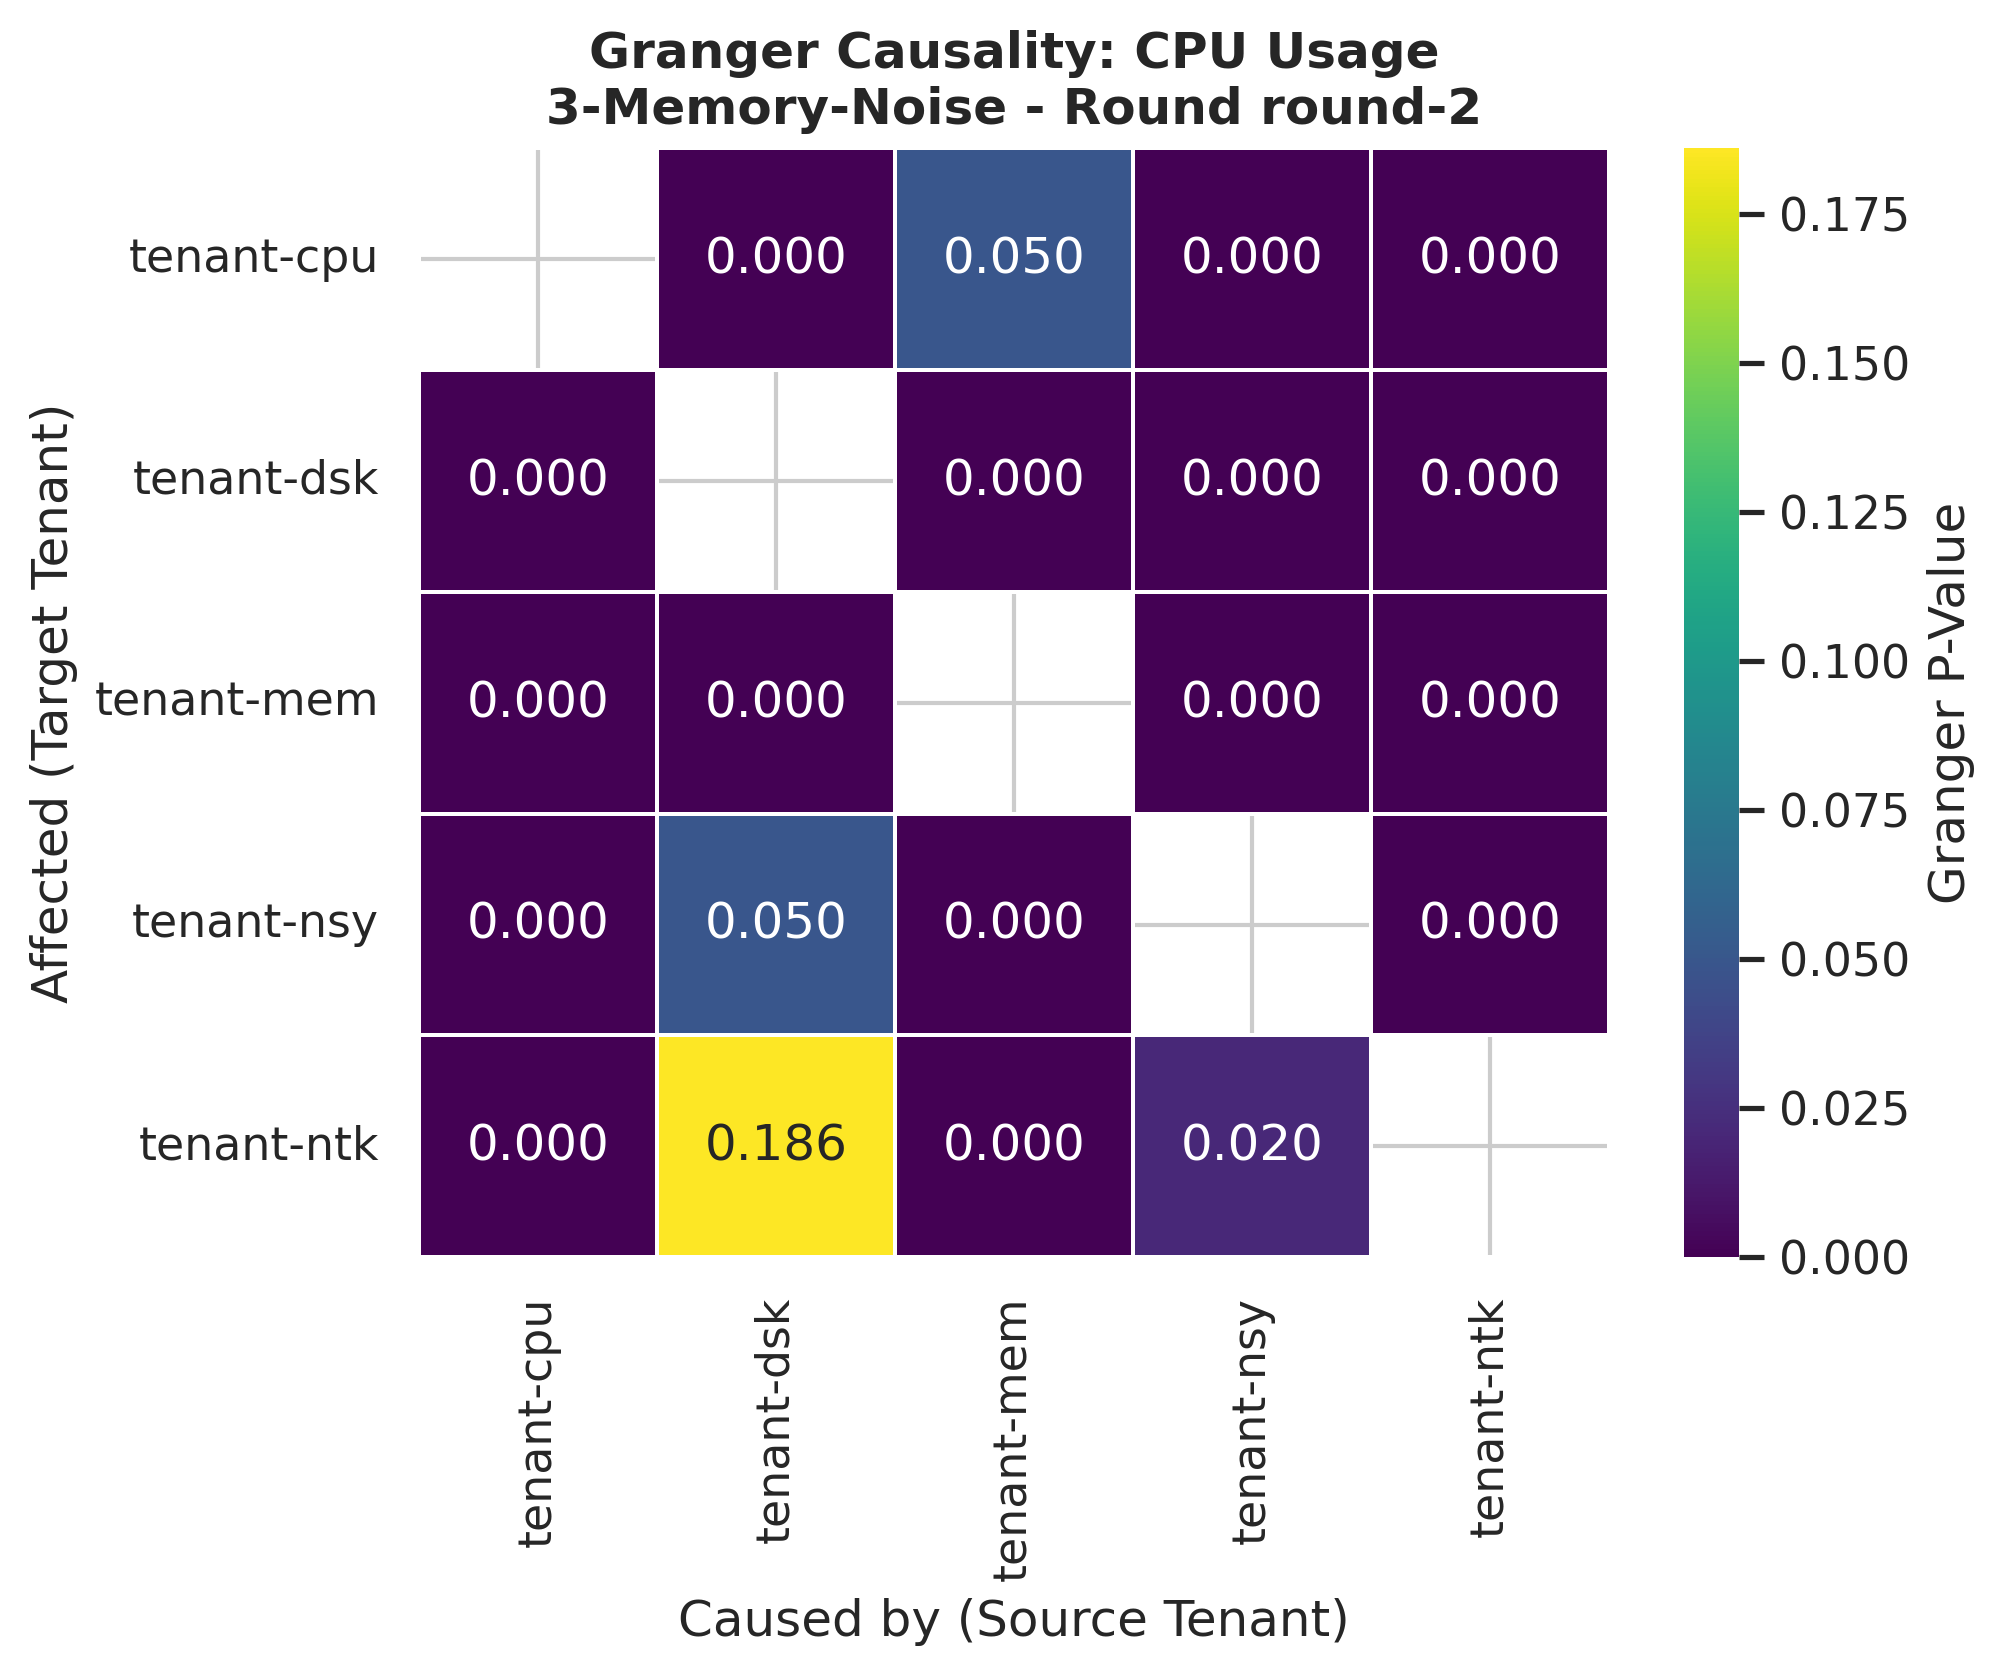 Granger Causality: CPU Usage
3-Memory-Noise - Round round-2
Affected (Target Tenant)
tenant-cpu
0.000 0.050 0.000 0.000
tenant-dsk
0.000 0.000 0.000 0.000
tenant-mem
0.000 0.000 0.000 0.000
tenant-nsy
0.000 0.050 0.000 0.000
tenant-ntk
0.000 0.186 0.000 0.020
tenant-cpu
tenant-dsk
tenant-mem
tenant-nsy
tenant-ntk
Caused by (Source Tenant)
0.175
0.150
0.125
0.100
0.075
0.050
0.025
0.000
Granger P-Value